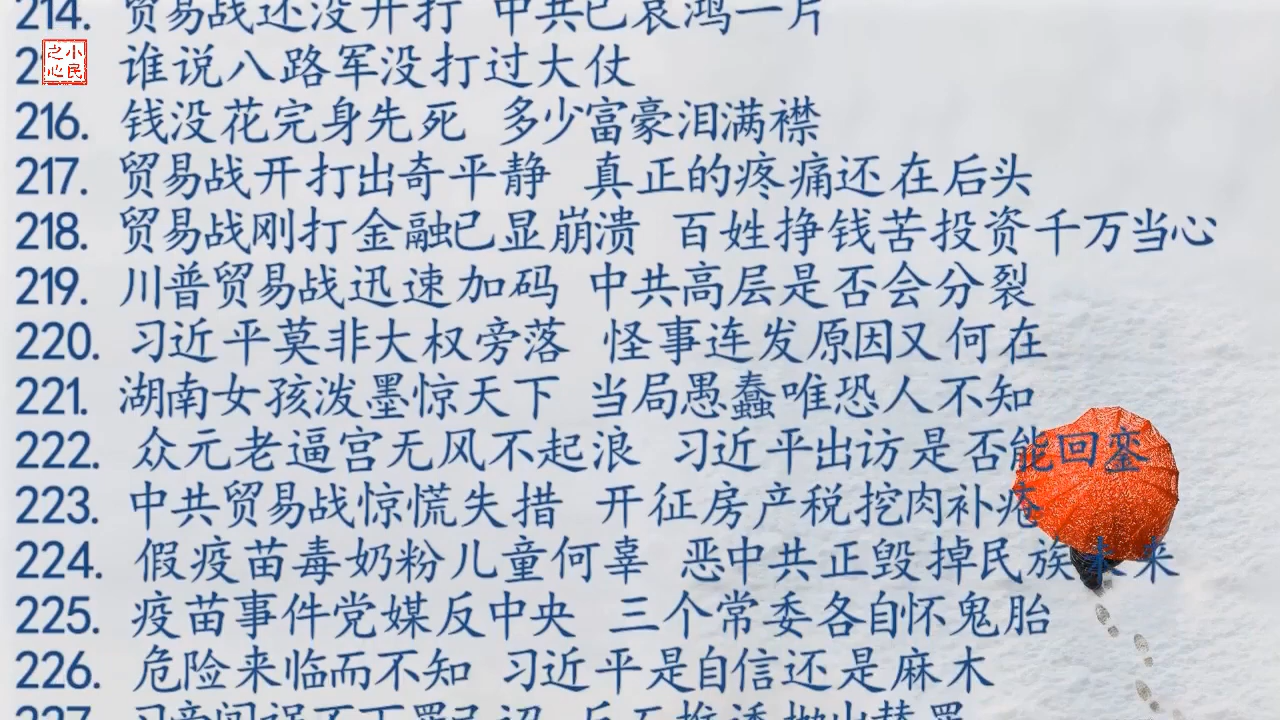 214. 贸易战还没开打 中共已哀鸿一片
小民之心
2 谁说八路军没打过大仗
216. 钱没花完身先死 多少富豪泪满襟
217. 贸易战开打出奇平静 真正的疼痛还在后头
218. 贸易战刚打金融已显崩溃 百姓挣钱苦投资千万当心
219. 川普贸易战迅速加码 中共高层是否会分裂
220. 习近平莫非大权旁落 怪事连发原因又何在
221. 湖南女孩泼墨惊天下 当局愚蠢唯恐人不知
222. 众元老逼宫无风不起浪 习近平出访是否能回銮
223. 中共贸易战惊慌失措 开征房产税挖肉补疮
224. 假疫苗毒奶粉儿童何辜 恶中共正毁掉民族未来
225. 疫苗事件党媒反中央 三个常委各自怀鬼胎
226. 危险来临而不知 习近平是自信还是麻木